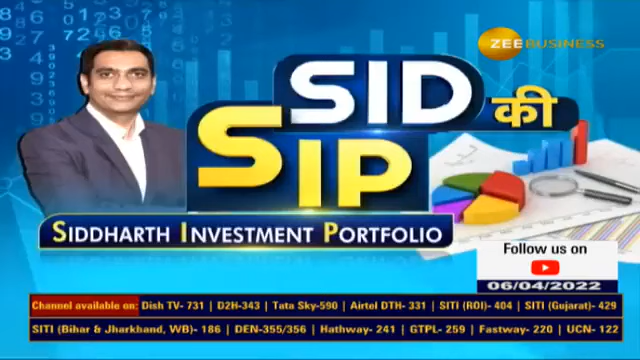 ZEE BUSINESS
SID की
SIP
SIDDHARTH INVESTMENT PORTFOLIO
Follow us on
06/04/2022
Channel available on: Dish TV- 731 | D2H-343 | Tata Sky-590 | Airtel DTH- 331 | SITI (ROI)- 404 | SITI (Gujarat)- 429
SITI (Bihar & Jharkhand, WB)- 186 | DEN-355/356 | Hathway- 241 | GTPL- 259 | Fastway- 220 | UCN- 122